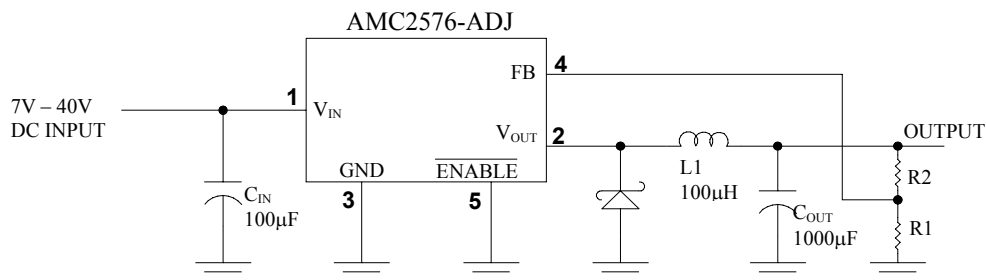 AMC2576-ADJ
FB
4
7V – 40V
DC INPUT
1
VIN
VOUT
2
OUTPUT
GND
ENABLE
3
5
CIN
100μF
L1
100μH
COUT
1000μF
R2
R1